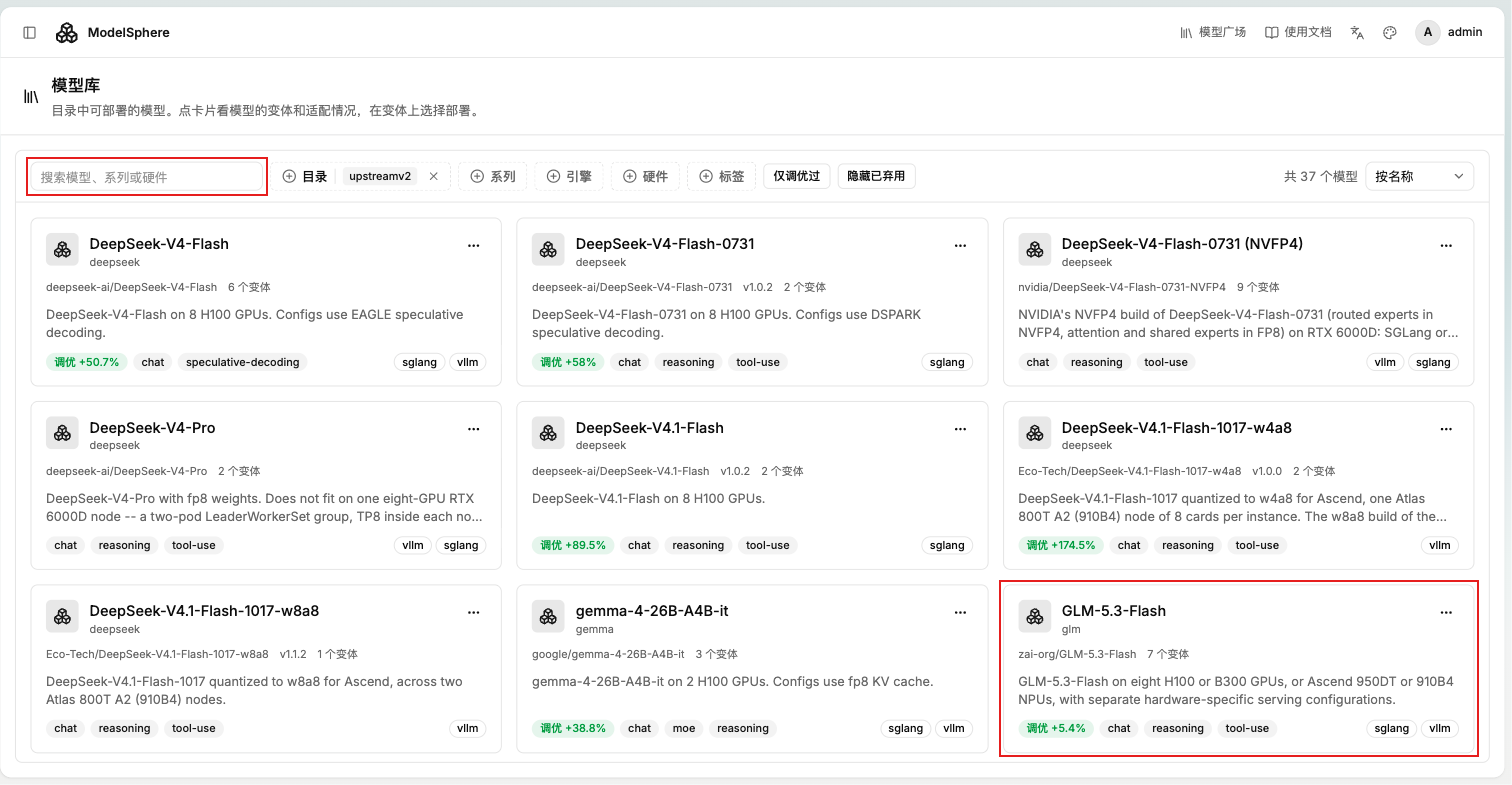 ModelSphere
模型广场
使用文档
A
admin
模型库
目录中可部署的模型。点卡片看模型的变体和适配情况，在变体上选择部署。
搜索模型、系列或硬件
目录 upstreamv2 系列 引擎 硬件 标签 仅调优过 隐藏已弃用
共 37 个模型 按名称
DeepSeek-V4-Flash
deepseek
deepseek-ai/DeepSeek-V4-Flash 6 个变体
DeepSeek-V4-Flash on 8 H100 GPUs. Configs use EAGLE speculative
decoding.
调优 +50.7% chat speculative-decoding sglang vllm
DeepSeek-V4-Flash-0731
deepseek
deepseek-ai/DeepSeek-V4-Flash-0731 v1.0.2 2 个变体
DeepSeek-V4-Flash-0731 on 8 H100 GPUs. Configs use DSPARK
speculative decoding.
调优 +58% chat reasoning tool-use sglang
DeepSeek-V4-Flash-0731 (NVFP4)
deepseek
nvidia/DeepSeek-V4-Flash-0731-NVFP4 9 个变体
NVIDIA's NVFP4 build of DeepSeek-V4-Flash-0731 (routed experts in
NVFP4, attention and shared experts in FP8) on RTX 6000D: SGLang or...
chat reasoning tool-use vllm sglang
DeepSeek-V4-Pro
deepseek
deepseek-ai/DeepSeek-V4-Pro 2 个变体
DeepSeek-V4-Pro with fp8 weights. Does not fit on one eight-GPU RTX
6000D node -- a two-pod LeaderWorkerSet group, TP8 inside each no...
chat reasoning tool-use vllm sglang
DeepSeek-V4.1-Flash
deepseek
deepseek-ai/DeepSeek-V4.1-Flash v1.0.2 2 个变体
DeepSeek-V4.1-Flash on 8 H100 GPUs.
调优 +89.5% chat reasoning tool-use sglang
DeepSeek-V4.1-Flash-1017-w4a8
deepseek
Eco-Tech/DeepSeek-V4.1-Flash-1017-w4a8 v1.0.0 2 个变体
DeepSeek-V4.1-Flash-1017 quantized to w4a8 for Ascend, one Atlas
800T A2 (910B4) node of 8 cards per instance. The w8a8 build of the...
调优 +174.5% chat reasoning tool-use vllm
DeepSeek-V4.1-Flash-1017-w8a8
deepseek
Eco-Tech/DeepSeek-V4.1-Flash-1017-w8a8 v1.1.2 1 个变体
DeepSeek-V4.1-Flash-1017 quantized to w8a8 for Ascend, across two
Atlas 800T A2 (910B4) nodes.
chat reasoning tool-use vllm
gemma-4-26B-A4B-it
gemma
google/gemma-4-26B-A4B-it 3 个变体
gemma-4-26B-A4B-it on 2 H100 GPUs. Configs use fp8 KV cache.
调优 +38.8% chat moe reasoning sglang vllm
GLM-5.3-Flash
glm
zai-org/GLM-5.3-Flash 7 个变体
GLM-5.3-Flash on eight H100 or B300 GPUs, or Ascend 950DT or 910B4
NPUs, with separate hardware-specific serving configurations.
调优 +5.4% chat reasoning tool-use sglang vllm